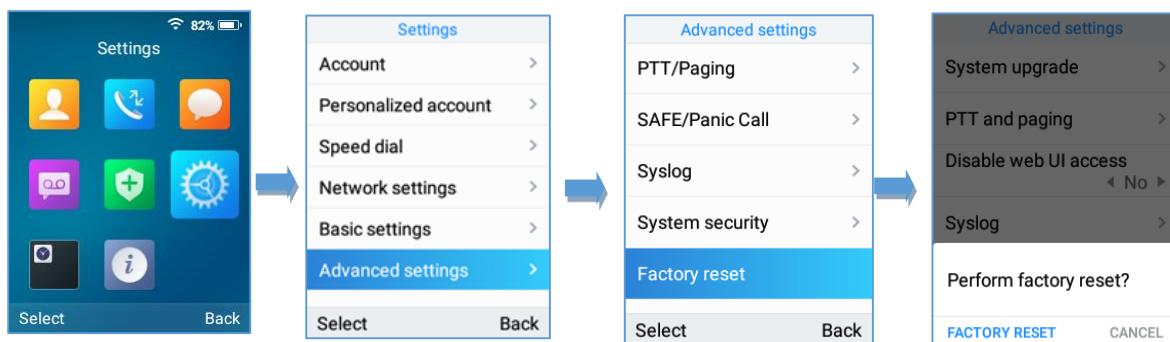 82%
Settings
Select Back
Settings
Account
Personalized account
Speed dial
Network settings
Basic settings
Advanced settings
Select Back
Advanced settings
PTT/Paging
SAFE/Panic Call
Syslog
System security
Factory reset
Select Back
Advanced settings
System upgrade
PTT and paging
Disable web UI access
No
Syslog
Perform factory reset?
FACTORY RESET CANCEL